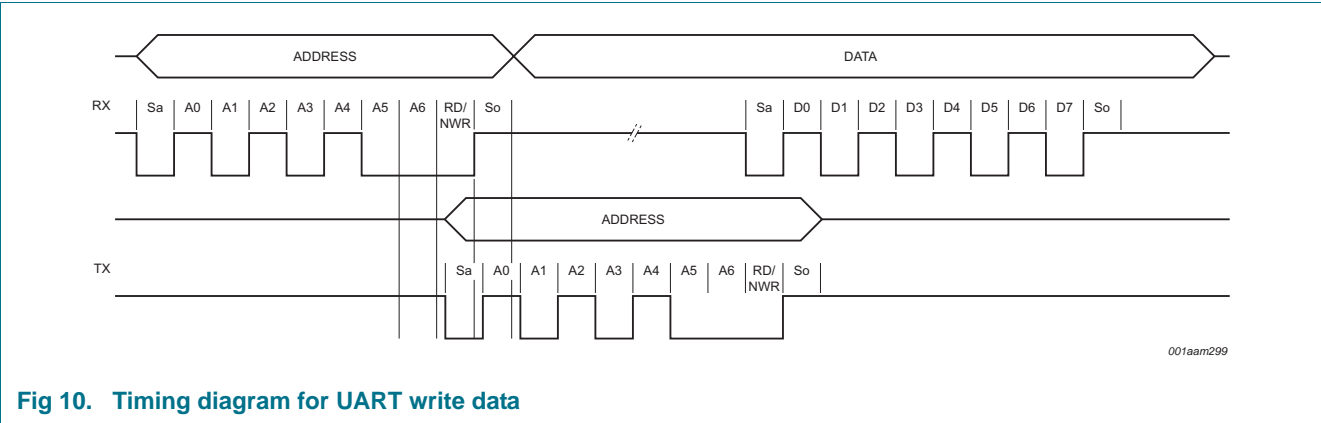 ADDRESS DATA
RX Sa A0 A1 A2 A3 A4 A5 A6 RD/ So Sa D0 D1 D2 D3 D4 D5 D6 D7 So
NWR
ADDRESS
TX Sa A0 A1 A2 A3 A4 A5 A6 RD/ So
NWR
001aam299
Fig 10. Timing diagram for UART write data